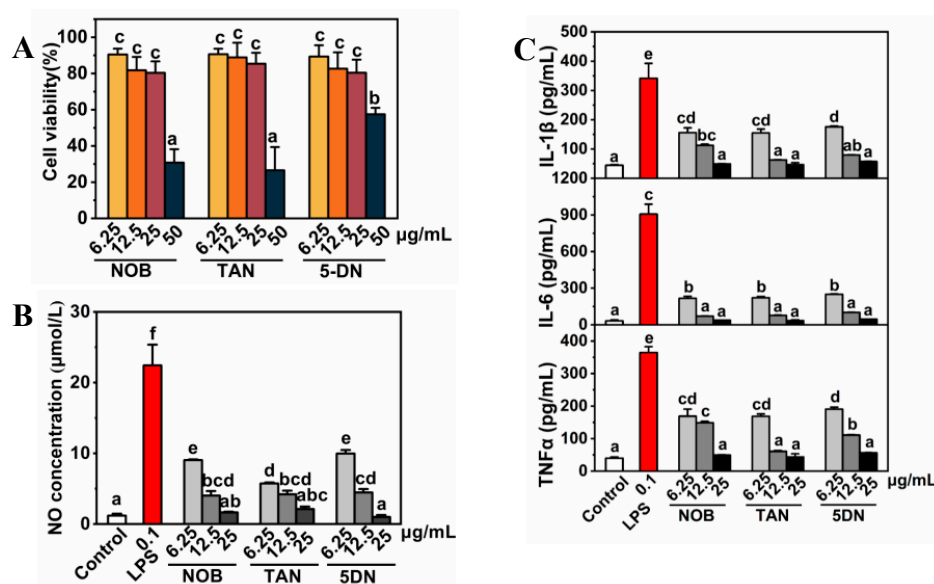 A
Cell viability(%)
100
80
60
40
20
0
c c c a c c c a c c c b
6.25 12.5 25 50 6.25 12.5 25 50 6.25 12.5 25 50 µg/mL
NOB TAN 5-DN
B
NO concentration (µmol/L)
30
20
10
0
a f e bcd ab d bcd abc e cd a
Control 0.1 6.25 12.5 25 6.25 12.5 25 6.25 12.5 25 µg/mL
LPS NOB TAN 5DN
C
IL-1β (pg/mL)
500
400
300
200
100
a e cd bc a cd a a d ab a
IL-6 (pg/mL)
1200
900
600
300
0
a c b a a b a a b a a
TNFα (pg/mL)
400
300
200
100
0
a e cd c a cd a a d b a
Control 0.1 6.25 12.5 25 6.25 12.5 25 6.25 12.5 25 µg/mL
LPS NOB TAN 5DN